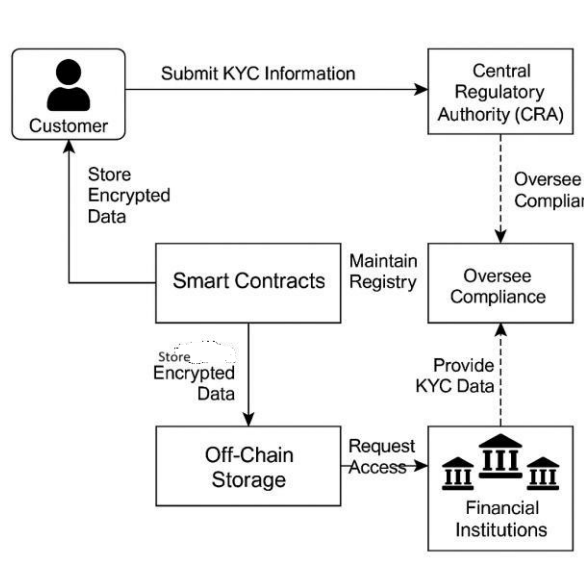 Submit KYC Information
Customer
Central
Regulatory
Authority (CRA)
Store
Encrypted
Data
Oversee
Complian
Smart Contracts
Maintain
Registry
Oversee
Compliance
Store
Encrypted
Data
Provide
KYC Data
Off-Chain
Storage
Request
Access
Financial
Institutions